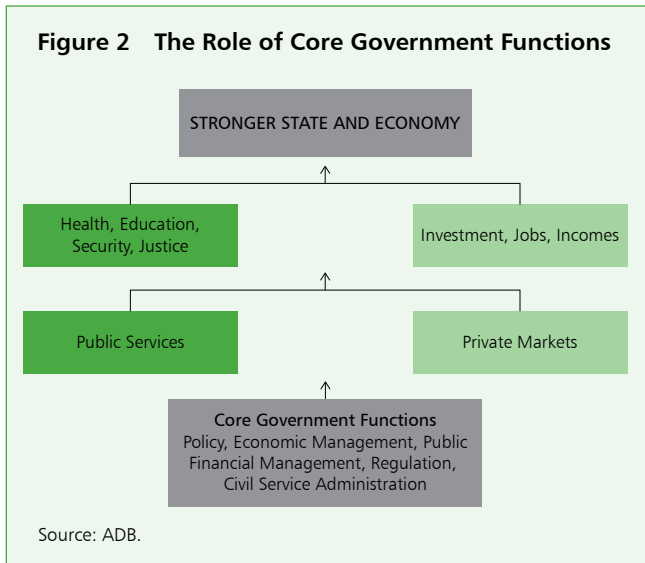 Figure 2 The Role of Core Government Functions
STRONGER STATE AND ECONOMY
Health, Education,
Security, Justice
Investment, Jobs, Incomes
Public Services
Private Markets
Core Government Functions
Policy, Economic Management, Public
Financial Management, Regulation,
Civil Service Administration
Source: ADB.